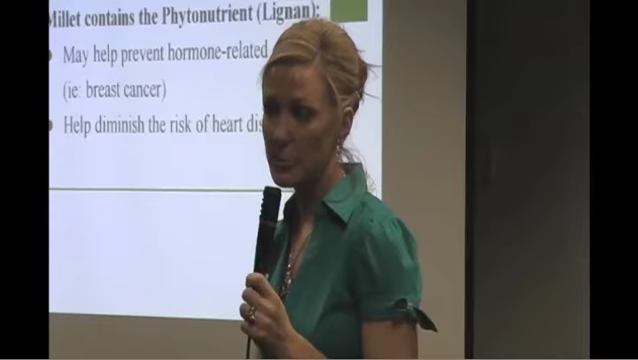 Millet contains the Phytonutrient (Lignan):
May help prevent hormone-related
(ie: breast cancer)
Help diminish the risk of heart dis